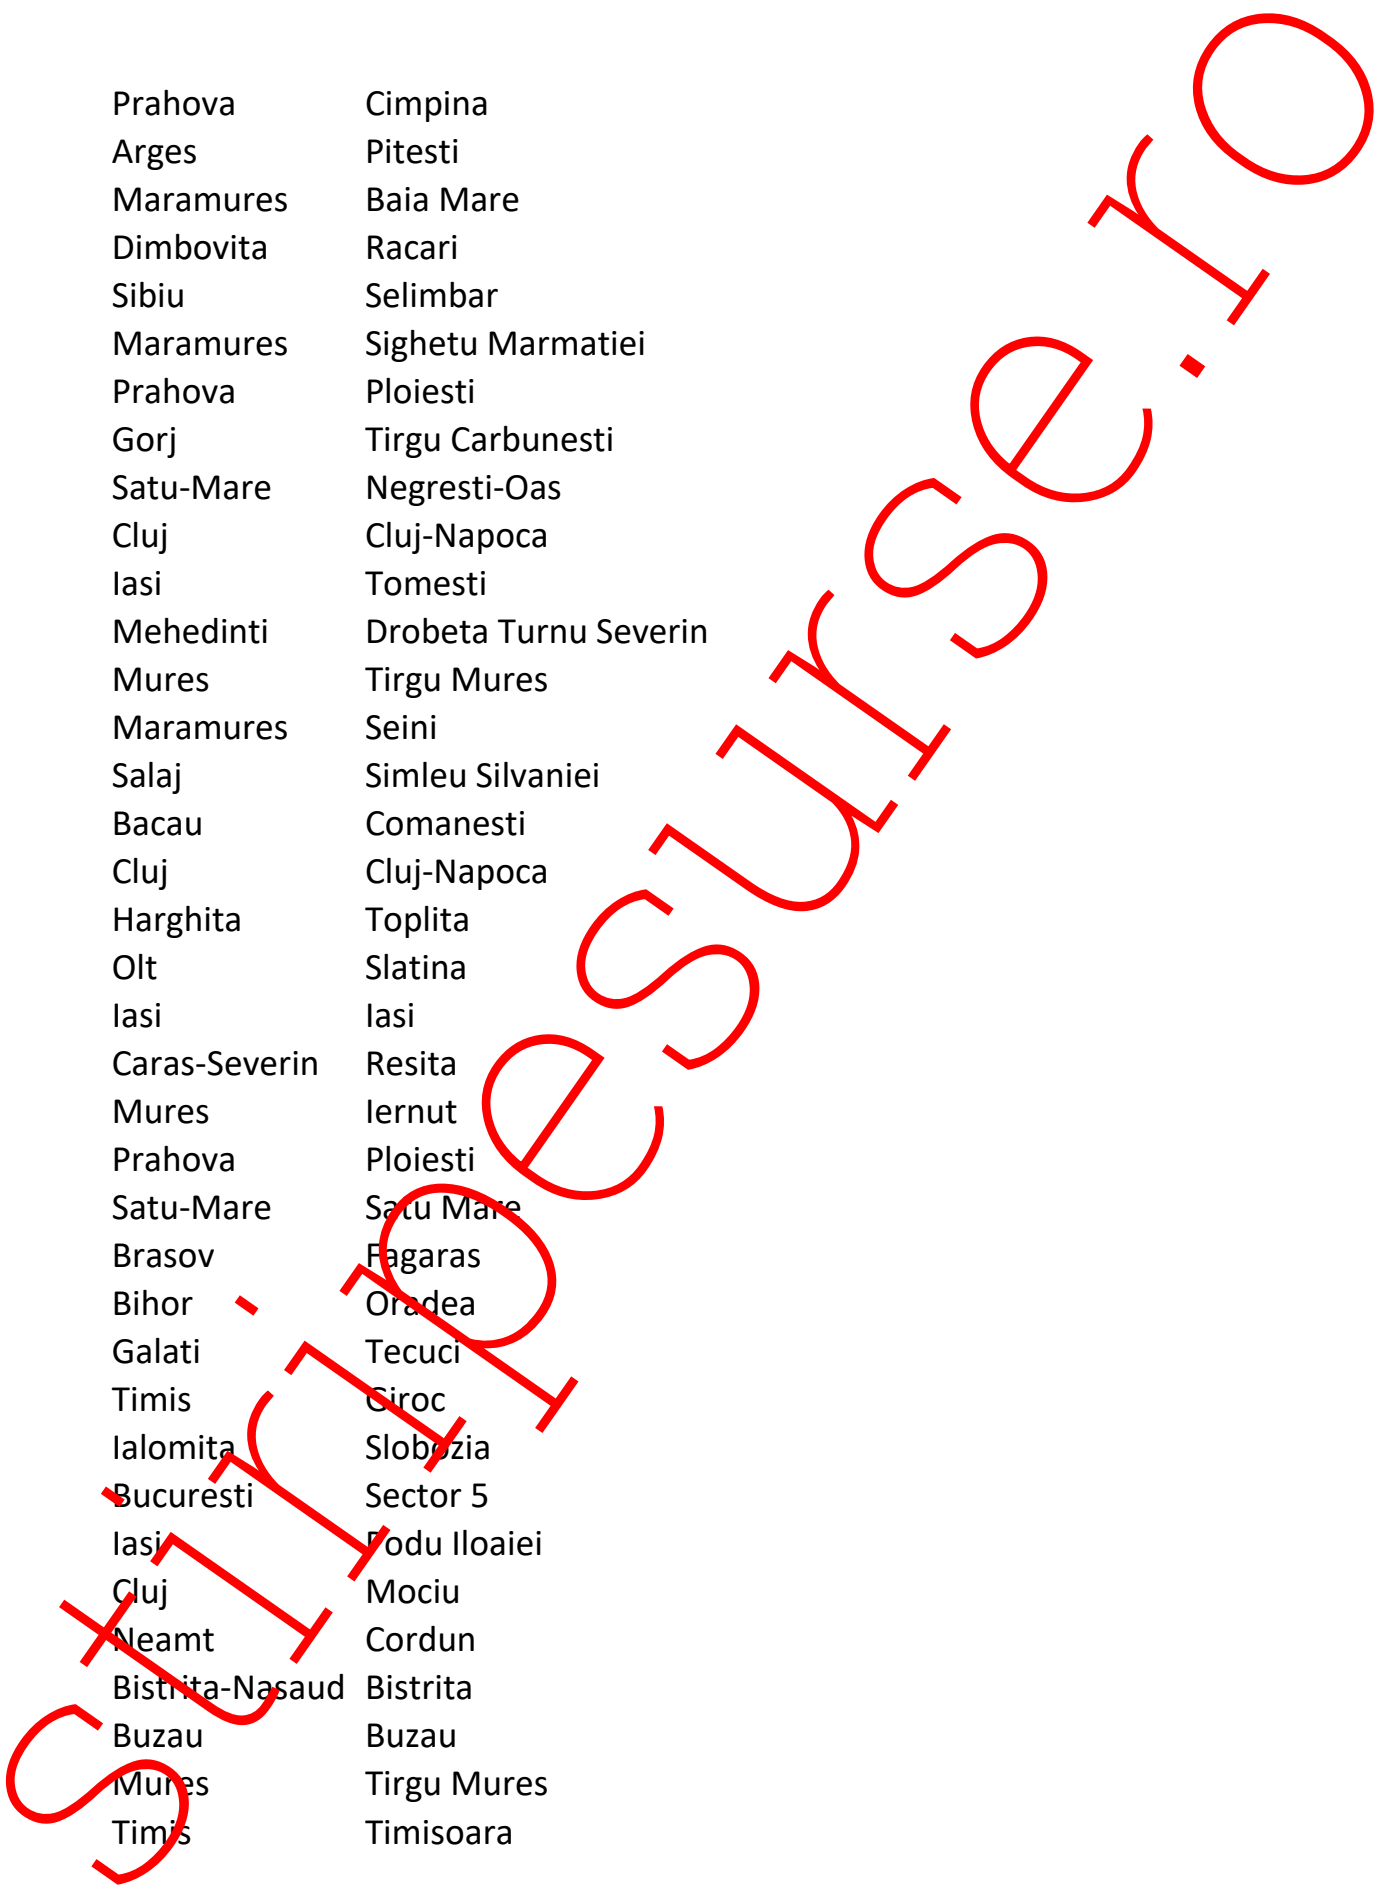 Prahova Cimpina
Arges Pitesti
Maramures Baia Mare
Dimbovita Racari
Sibiu Selimbar
Maramures Sighetu Marmatiei
Prahova Ploiesti
Gorj Tirgu Carbunesti
Satu-Mare Negresti-Oas
Cluj Cluj-Napoca
Iasi Tomesti
Mehedinti Drobeta Turnu Severin
Mures Tirgu Mures
Maramures Seini
Salaj Simleu Silvaniei
Bacau Comanesti
Cluj Cluj-Napoca
Harghita Toplita
Olt Slatina
Iasi Iasi
Caras-Severin Resita
Mures Iernut
Prahova Ploiesti
Satu-Mare Satu Mare
Brasov Fagaras
Bihor Oradea
Galati Tecuci
Timis Giroc
Ialomita Slobozia
Bucuresti Sector 5
Iasi Podu Iloaiei
Cluj Mociu
Neamt Cordun
Bistrita-Nasaud Bistrita
Buzau Buzau
Mures Tirgu Mures
Timis Timisoara
stiripesurse.ro